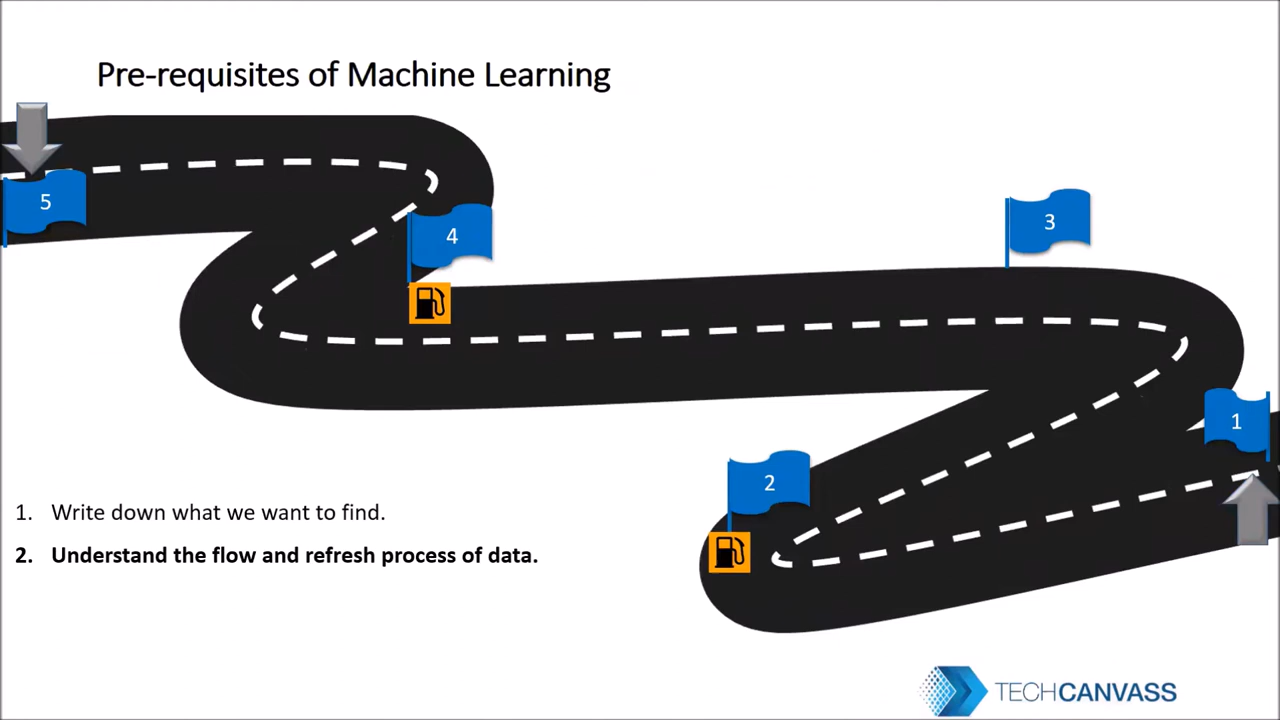 Pre-requisites of Machine Learning
5
4
3
1
2
1. Write down what we want to find.
2. Understand the flow and refresh process of data.
TECHCANVASS